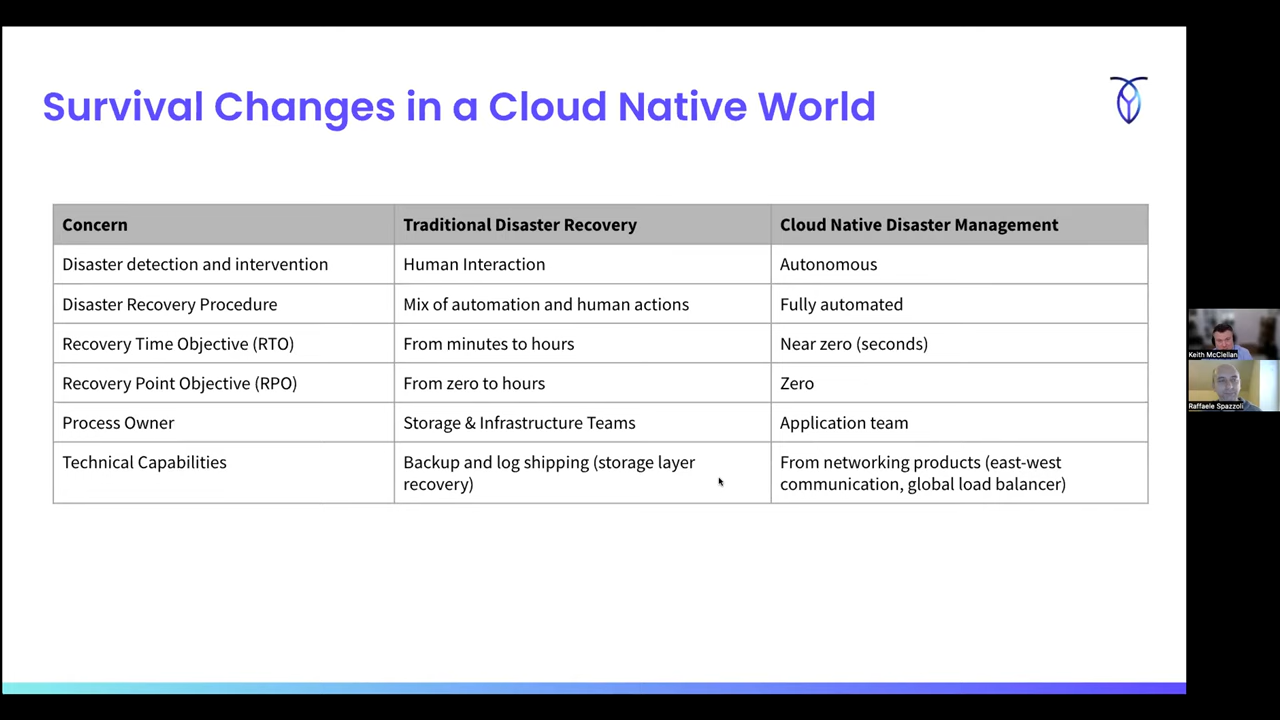 Survival Changes in a Cloud Native World
Concern
Traditional Disaster Recovery
Cloud Native Disaster Management
Disaster detection and intervention
Human Interaction
Autonomous
Disaster Recovery Procedure
Mix of automation and human actions
Fully automated
Recovery Time Objective (RTO)
From minutes to hours
Near zero (seconds)
Recovery Point Objective (RPO)
From zero to hours
Zero
Process Owner
Storage & Infrastructure Teams
Application team
Technical Capabilities
Backup and log shipping (storage layer
recovery)
From networking products (east-west
communication, global load balancer)
Keith McClellan
Raffaele Spazzoli